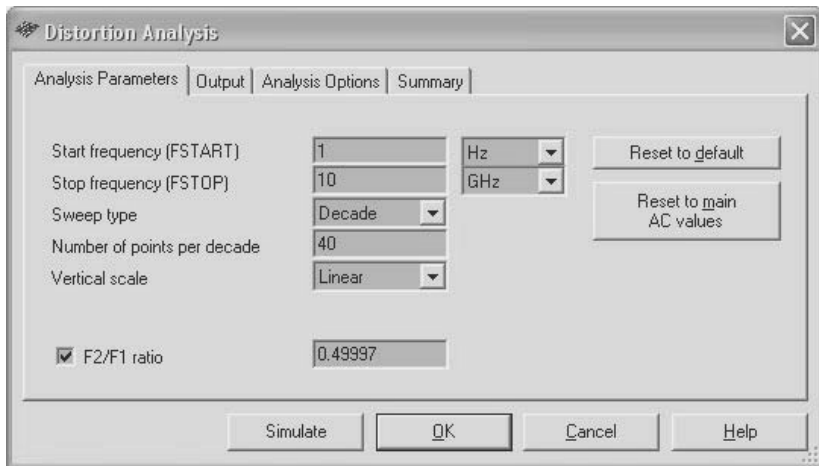 Distortion Analysis
Analysis Parameters Output Analysis Options Summary
Start frequency (FSTART) 1 Hz Reset to default
Stop frequency (FSTOP) 10 GHz
Reset to main
AC values
Sweep type Decade
Number of points per decade 40
Vertical scale Linear
F2/F1 ratio 0.49997
Simulate OK Cancel Help